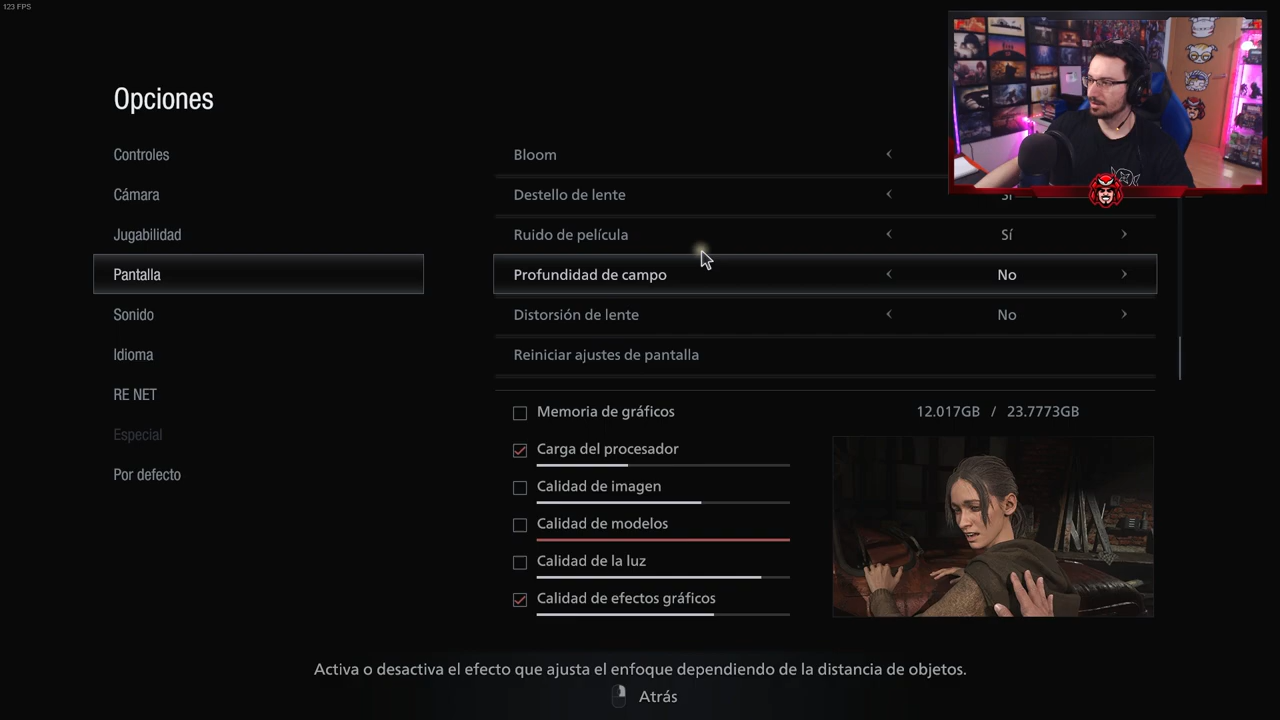 123 FPS
Opciones
Controles
Cámara
Jugabilidad
Pantalla
Sonido
Idioma
RE NET
Especial
Por defecto
Bloom
Destello de lente Sí
Ruido de película Sí
Profundidad de campo No
Distorsión de lente No
Reiniciar ajustes de pantalla
Memoria de gráficos 12.017GB / 23.7773GB
Carga del procesador
Calidad de imagen
Calidad de modelos
Calidad de la luz
Calidad de efectos gráficos
Activa o desactiva el efecto que ajusta el enfoque dependiendo de la distancia de objetos.
Atrás